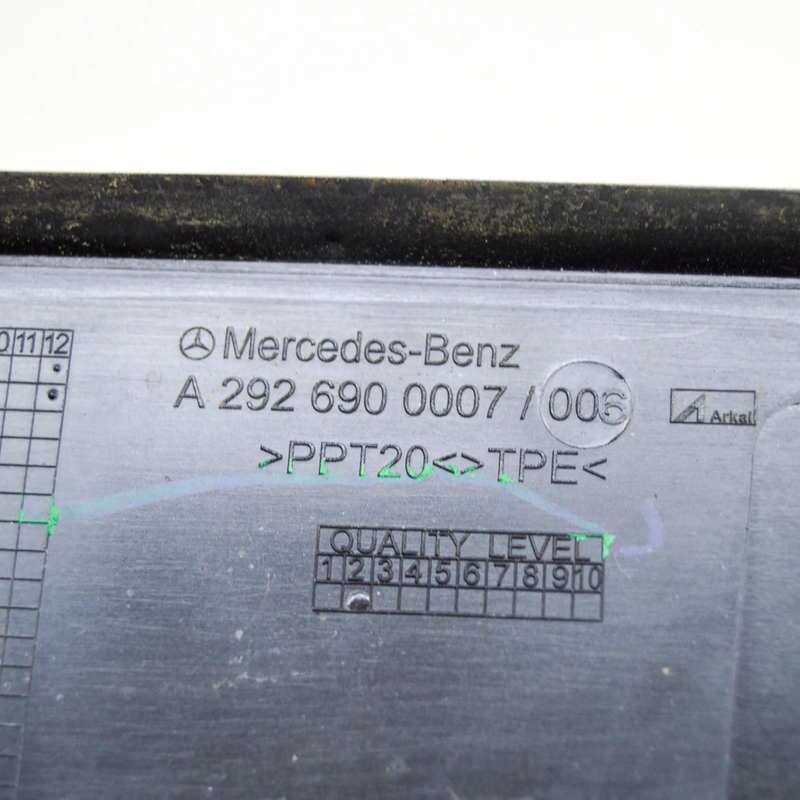 0 11 12
Mercedes-Benz
A 292 690 0007 / 006
Arkal
>PPT20<>TPE<
QUALITY LEVEL
1 2 3 4 5 6 7 8 9 10